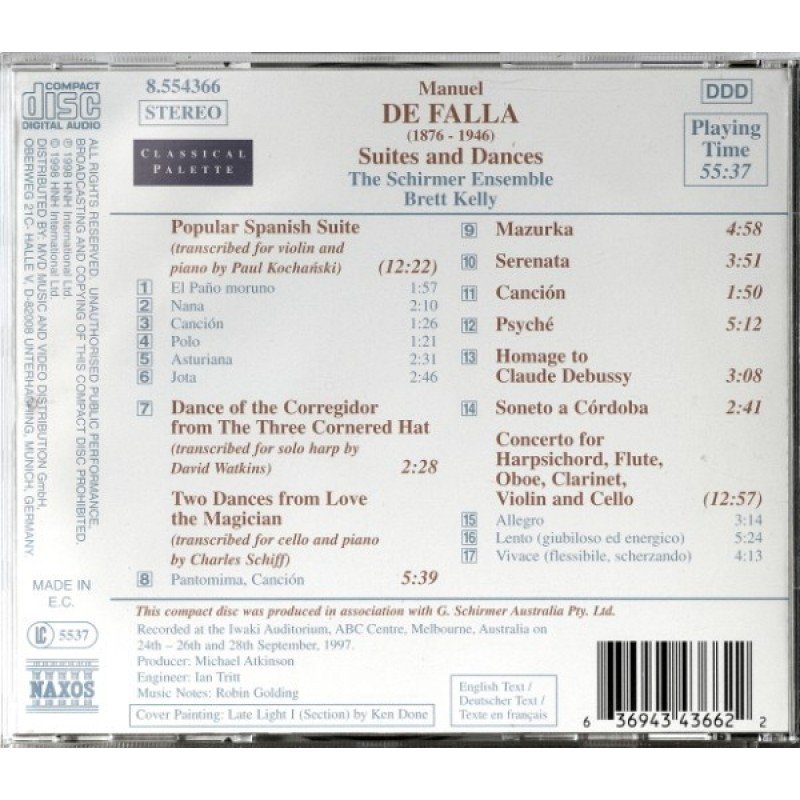 COMPACT
disc
DIGITAL AUDIO
8.554366
STEREO
CLASSICAL
PALETTE
Manuel
DE FALLA
(1876 - 1946)
Suites and Dances
The Schirmer Ensemble
Brett Kelly
DDD
Playing
Time
55:37
ALL RIGHTS RESERVED. UNAUTHORISED PUBLIC PERFORMANCE,
BROADCASTING AND COPYING OF THIS COMPACT DISC PROHIBITED.
℗ 1998 HNH International Ltd.
© 1998 HNH International Ltd.
DISTRIBUTED BY: MVD MUSIC AND VIDEO DISTRIBUTION GmbH,
OBERWEG 21C- HALLE V, D-82008 UNTERHACHING, MUNICH, GERMANY
MADE IN
E.C.
LC 5537
NAXOS
Popular Spanish Suite
(transcribed for violin and
piano by Paul Kochański) (12:22)
1 El Paño moruno 1:57
2 Nana 2:10
3 Canción 1:26
4 Polo 1:21
5 Asturiana 2:31
6 Jota 2:46
7 Dance of the Corregidor
from The Three Cornered Hat
(transcribed for solo harp by
David Watkins) 2:28
Two Dances from Love
the Magician
(transcribed for cello and piano
by Charles Schiff)
8 Pantomima, Canción 5:39
9 Mazurka 4:58
10 Serenata 3:51
11 Canción 1:50
12 Psyché 5:12
13 Homage to
Claude Debussy 3:08
14 Soneto a Córdoba 2:41
Concerto for
Harpsichord, Flute,
Oboe, Clarinet,
Violin and Cello (12:57)
15 Allegro 3:14
16 Lento (giubiloso ed energico) 5:24
17 Vivace (flessibile, scherzando) 4:13
This compact disc was produced in association with G. Schirmer Australia Pty. Ltd.
Recorded at the Iwaki Auditorium, ABC Centre, Melbourne, Australia on
24th - 26th and 28th September, 1997.
Producer: Michael Atkinson
Engineer: Ian Tritt
Music Notes: Robin Golding
Cover Painting: Late Light I (Section) by Ken Done
English Text /
Deutscher Text /
Texte en français
6 36943 43662 2